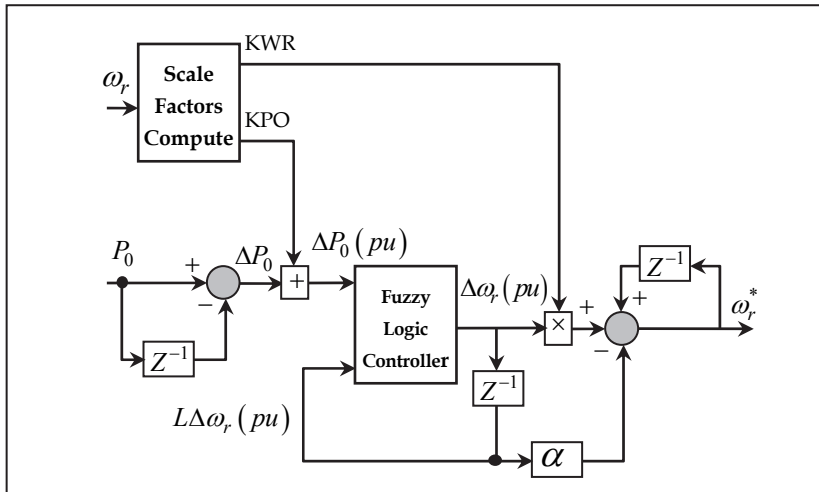 KWR
ω_r
Scale
Factors
Compute
KPO
P_0
+
−
ΔP_0
+
ΔP_0(pu)
Z^{-1}
Fuzzy
Logic
Controller
Δω_r(pu)
×
+
−
+
Z^{-1}
ω_r^*
Z^{-1}
LΔω_r(pu)
α